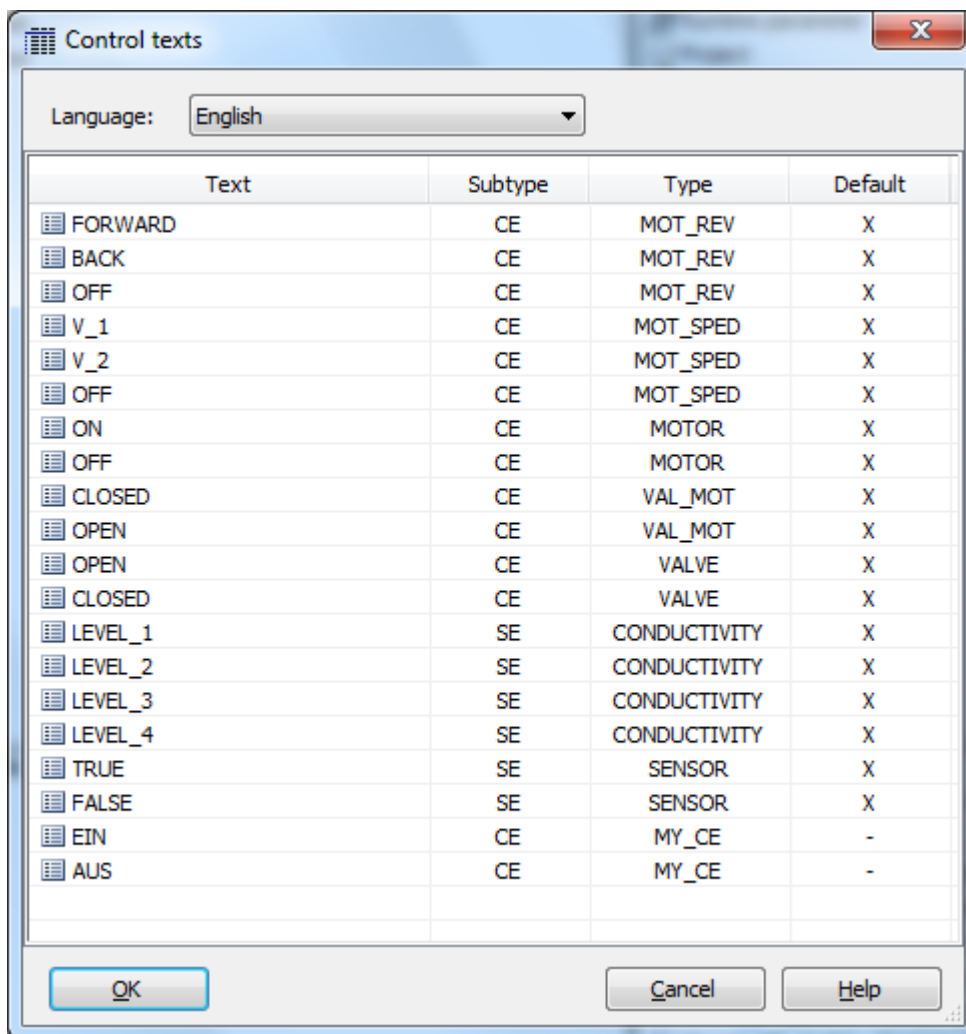 Control texts
Language: English
Text Subtype Type Default
FORWARD CE MOT_REV X
BACK CE MOT_REV X
OFF CE MOT_REV X
V_1 CE MOT_SPED X
V_2 CE MOT_SPED X
OFF CE MOT_SPED X
ON CE MOTOR X
OFF CE MOTOR X
CLOSED CE VAL_MOT X
OPEN CE VAL_MOT X
OPEN CE VALVE X
CLOSED CE VALVE X
LEVEL_1 SE CONDUCTIVITY X
LEVEL_2 SE CONDUCTIVITY X
LEVEL_3 SE CONDUCTIVITY X
LEVEL_4 SE CONDUCTIVITY X
TRUE SE SENSOR X
FALSE SE SENSOR X
EIN CE MY_CE -
AUS CE MY_CE -
OK Cancel Help